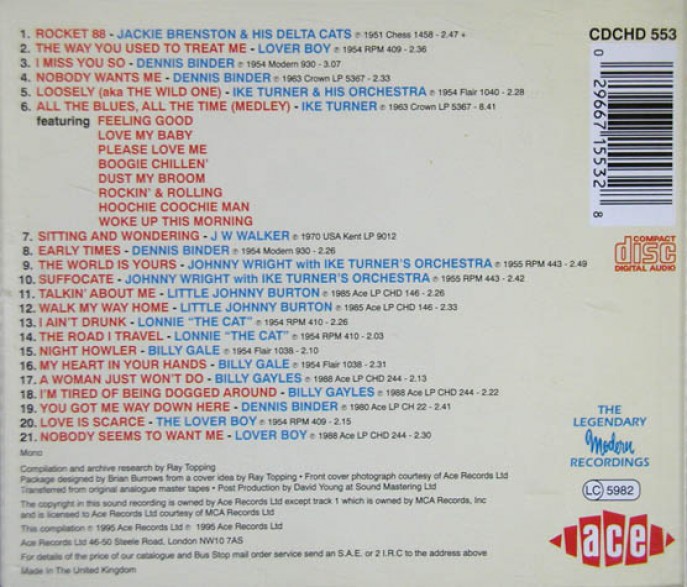 1. ROCKET 88 - JACKIE BRENSTON & HIS DELTA CATS ℗ 1951 Chess 1458 - 2.47 +
2. THE WAY YOU USED TO TREAT ME - LOVER BOY ℗ 1954 RPM 409 - 2.36
3. I MISS YOU SO - DENNIS BINDER ℗ 1954 Modern 930 - 3.07
4. NOBODY WANTS ME - DENNIS BINDER ℗ 1963 Crown LP 5367 - 2.33
5. LOOSELY (aka THE WILD ONE) - IKE TURNER & HIS ORCHESTRA ℗ 1954 Flair 1040 - 2.28
6. ALL THE BLUES, ALL THE TIME (MEDLEY) - IKE TURNER ℗ 1963 Crown LP 5367 - 8.41
featuring FEELING GOOD
LOVE MY BABY
PLEASE LOVE ME
BOOGIE CHILLEN'
DUST MY BROOM
ROCKIN' & ROLLING
HOOCHIE COOCHIE MAN
WOKE UP THIS MORNING
7. SITTING AND WONDERING - J W WALKER ℗ 1970 USA Kent LP 9012
8. EARLY TIMES - DENNIS BINDER ℗ 1954 Modern 930 - 2.26
9. THE WORLD IS YOURS - JOHNNY WRIGHT with IKE TURNER'S ORCHESTRA ℗ 1955 RPM 443 - 2.49
10. SUFFOCATE - JOHNNY WRIGHT with IKE TURNER'S ORCHESTRA ℗ 1955 RPM 443 - 2.42
11. TALKIN' ABOUT ME - LITTLE JOHNNY BURTON ℗ 1985 Ace LP CHD 146 - 2.26
12. WALK MY WAY HOME - LITTLE JOHNNY BURTON ℗ 1985 Ace LP CHD 146 - 2.33
13. I AIN'T DRUNK - LONNIE "THE CAT" ℗ 1954 RPM 410 - 2.26
14. THE ROAD I TRAVEL - LONNIE "THE CAT" ℗ 1954 RPM 410 - 2.03
15. NIGHT HOWLER - BILLY GALE ℗ 1954 Flair 1038 - 2.10
16. MY HEART IN YOUR HANDS - BILLY GALE ℗ 1954 Flair 1038 - 2.31
17. A WOMAN JUST WON'T DO - BILLY GAYLES ℗ 1988 Ace LP CHD 244 - 2.13
18. I'M TIRED OF BEING DOGGED AROUND - BILLY GAYLES ℗ 1988 Ace LP CHD 244 - 2.22
19. YOU GOT ME WAY DOWN HERE - DENNIS BINDER ℗ 1980 Ace LP CH 22 - 2.41
20. LOVE IS SCARCE - THE LOVER BOY ℗ 1954 RPM 409 - 2.15
21. NOBODY SEEMS TO WANT ME - LOVER BOY ℗ 1988 Ace LP CHD 244 - 2.30
Mono
Compilation and archive research by Ray Topping
Package designed by Brian Burrows from a cover idea by Ray Topping • Front cover photograph courtesy of Ace Records Ltd
Transferred from original analogue master tapes • Post Production by David Young at Sound Mastering Ltd
The copyright in this sound recording is owned by Ace Records Ltd except track 1 which is owned by MCA Records, Inc
and is licensed to Ace Records Ltd courtesy of MCA Records
This compilation ℗ 1995 Ace Records Ltd © 1995 Ace Records Ltd
Ace Records Ltd 46-50 Steele Road, London NW10 7AS
For details of the price of our catalogue and Bus Stop mail order service send an S.A.E. or 2 I.R.C to the address above
Made In The United Kingdom
CDCHD 553
0 29667 15532 8
COMPACT
disc
DIGITAL AUDIO
THE
LEGENDARY
Modern
RECORDINGS
LC 5982
ace